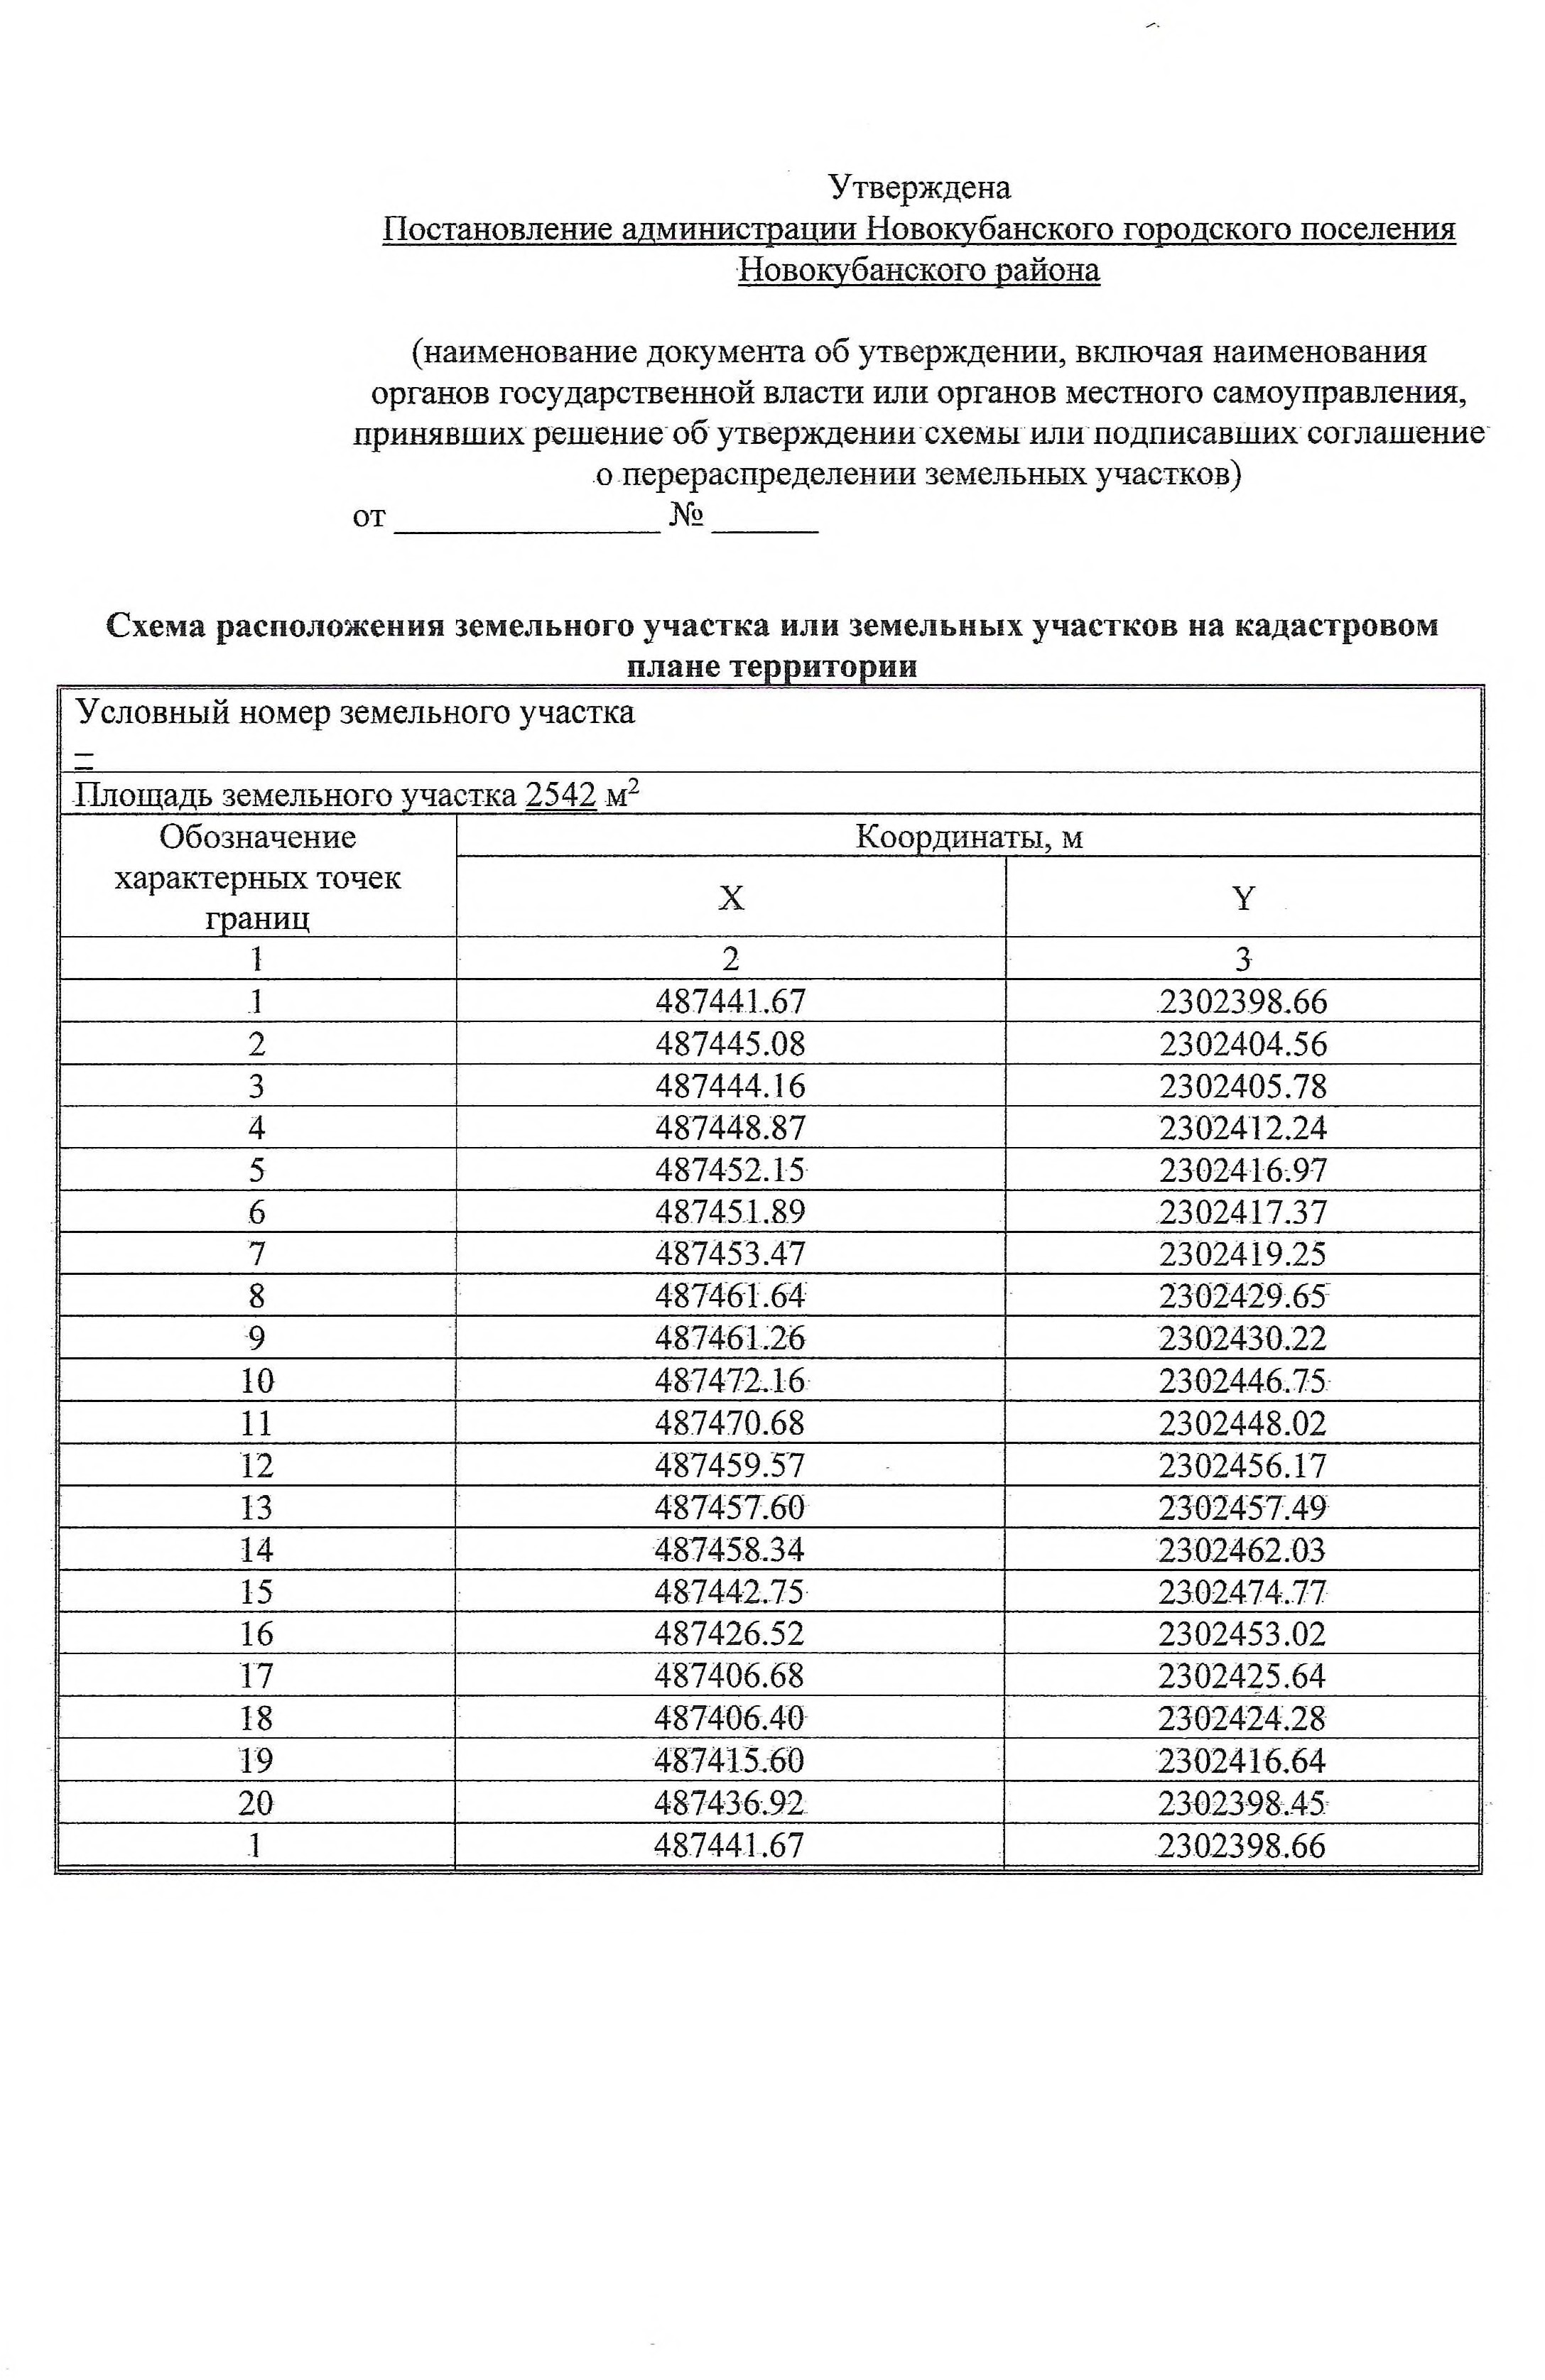 Утверждена
Постановление администрации Новокубанского городского поселения
Новокубанского района
(наименование документа об утверждении, включая наименования
органов государственной власти или органов местного самоуправления,
принявших решение об утверждении схемы или подписавших соглашение
о перераспределении земельных участков)
от _______________ № ______
Схема расположения земельного участка или земельных участков на кадастровом
плане территории
Условный номер земельного участка
–
Площадь земельного участка 2542 м²
Обозначение
характерных точек
границ
Координаты, м
X Y
1 2 3
1 487441.67 2302398.66
2 487445.08 2302404.56
3 487444.16 2302405.78
4 487448.87 2302412.24
5 487452.15 2302416.97
6 487451.89 2302417.37
7 487453.47 2302419.25
8 487461.64 2302429.65
9 487461.26 2302430.22
10 487472.16 2302446.75
11 487470.68 2302448.02
12 487459.57 2302456.17
13 487457.60 2302457.49
14 487458.34 2302462.03
15 487442.75 2302474.77
16 487426.52 2302453.02
17 487406.68 2302425.64
18 487406.40 2302424.28
19 487415.60 2302416.64
20 487436.92 2302398.45
1 487441.67 2302398.66